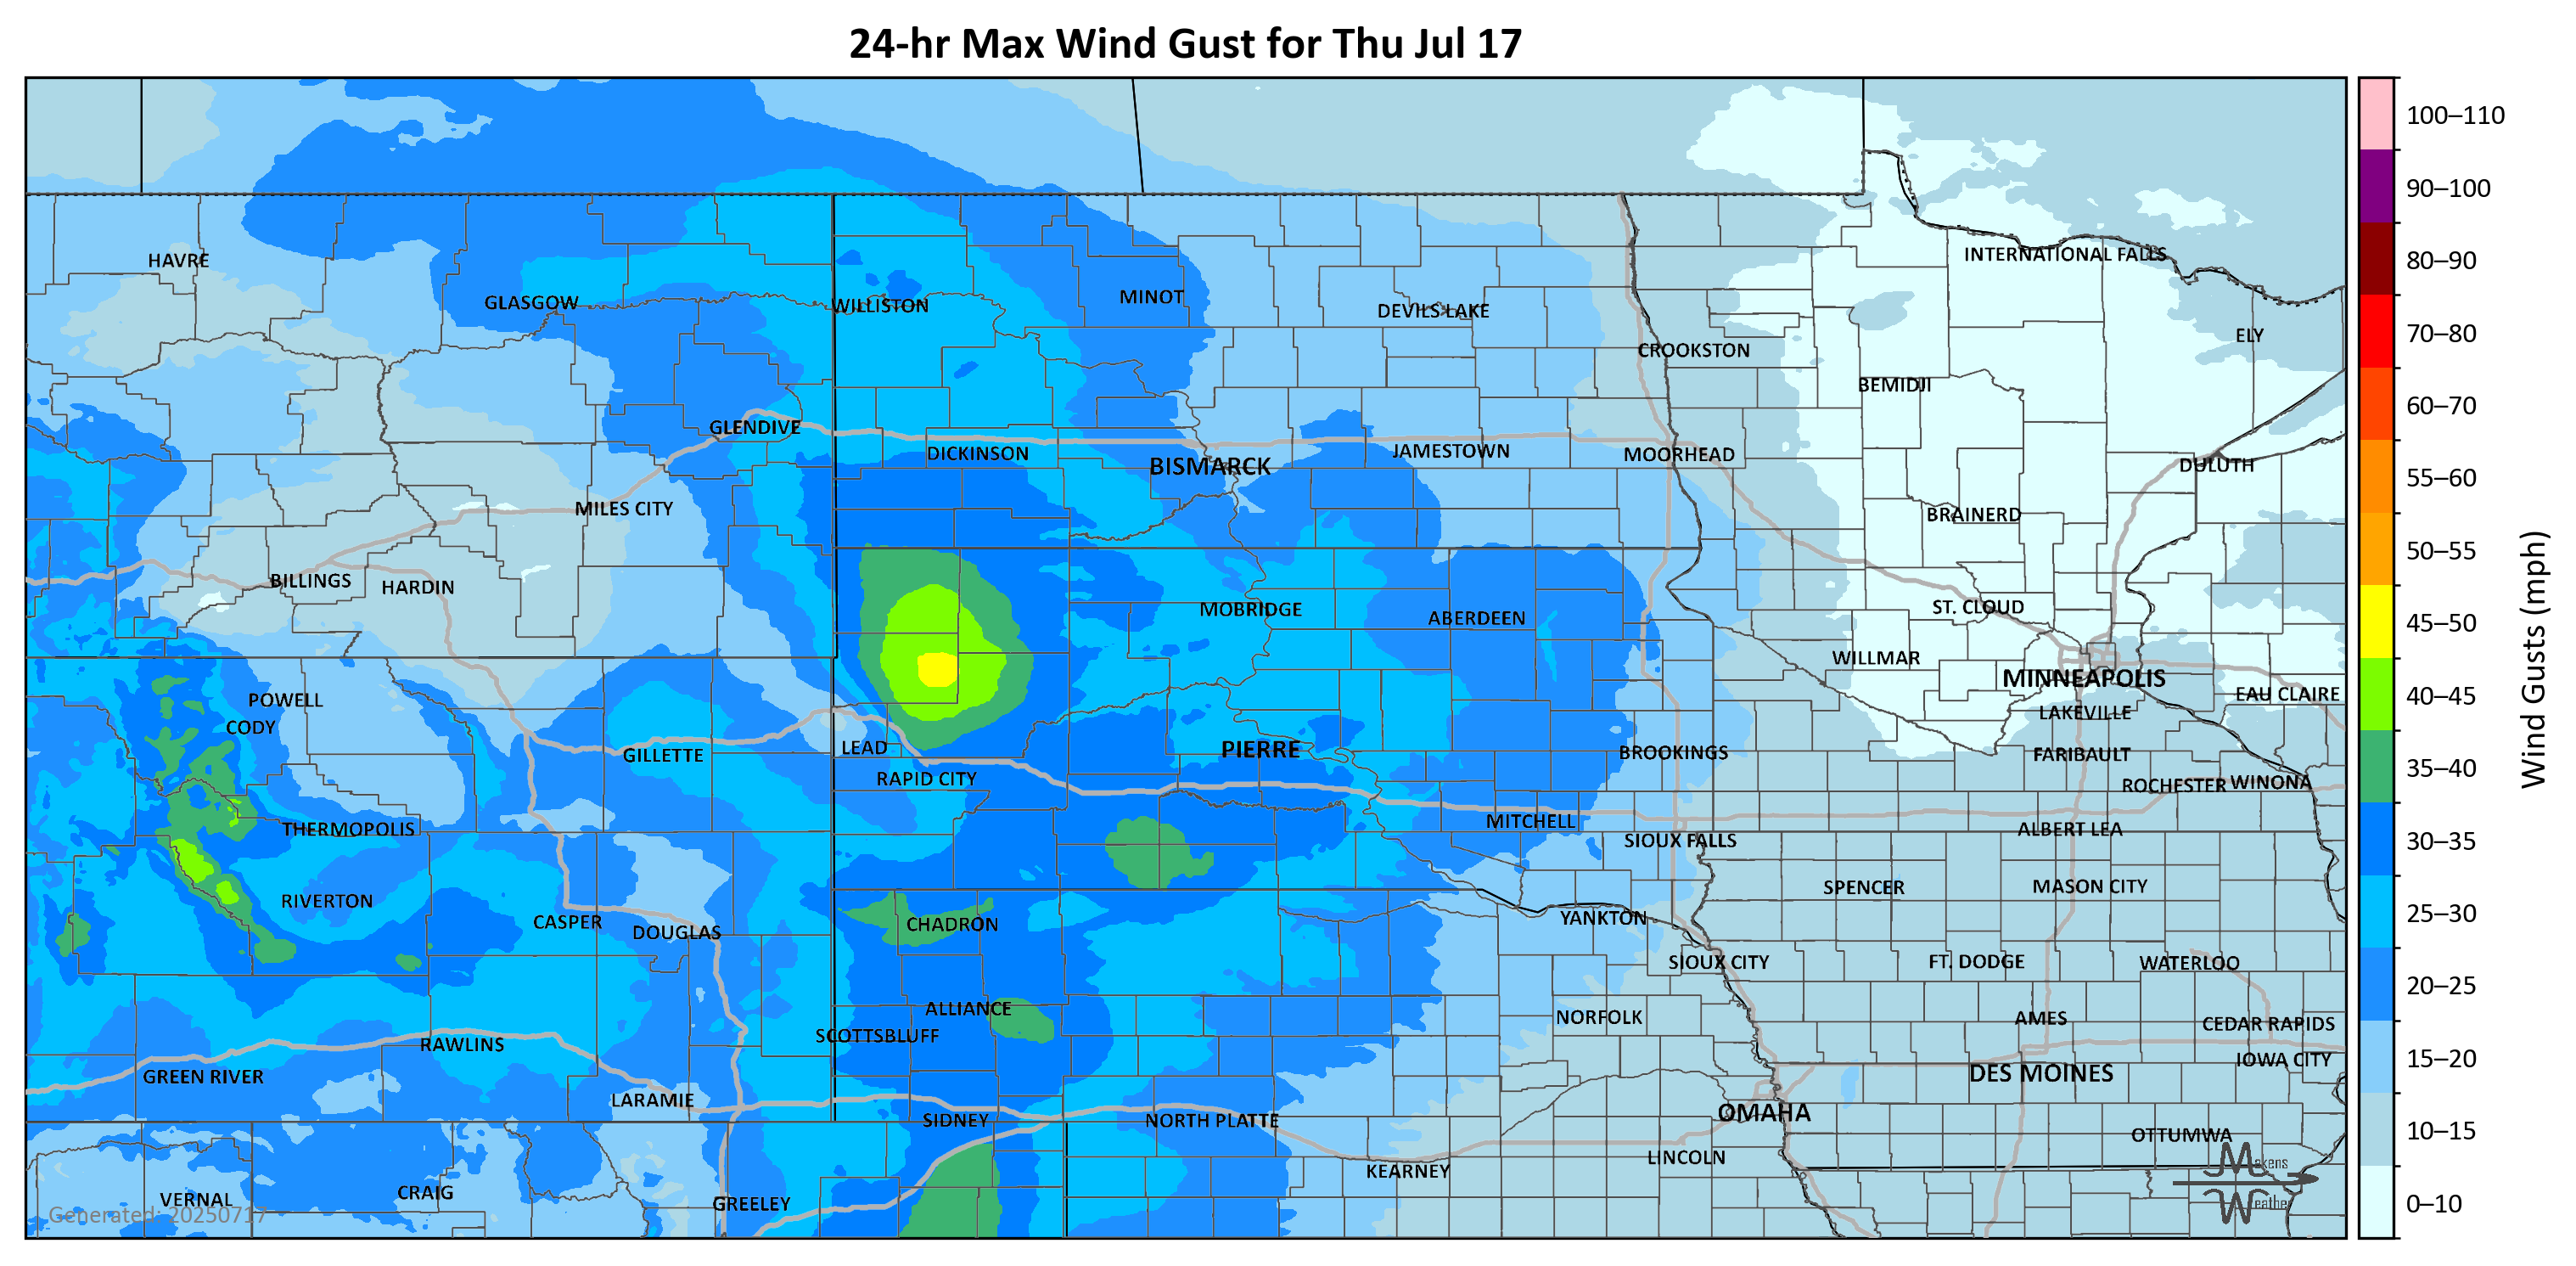 24-hr Max Wind Gust for Thu Jul 17
100–110
90–100
80–90
70–80
60–70
55–60
50–55
45–50
40–45
35–40
30–35
25–30
20–25
15–20
10–15
0–10
Wind Gusts (mph)
HAVRE
GLASGOW
WILLISTON
MINOT
DEVILS LAKE
INTERNATIONAL FALLS
ELY
CROOKSTON
BEMIDJI
GLENDIVE
DICKINSON
BISMARCK
JAMESTOWN
MOORHEAD
DULUTH
MILES CITY
BRAINERD
BILLINGS
HARDIN
MOBRIDGE
ABERDEEN
ST. CLOUD
WILLMAR
MINNEAPOLIS
EAU CLAIRE
POWELL
CODY
LAKEVILLE
GILLETTE
LEAD
PIERRE
BROOKINGS
FARIBAULT
RAPID CITY
ROCHESTER
WINONA
THERMOPOLIS
MITCHELL
ALBERT LEA
SIOUX FALLS
RIVERTON
SPENCER
MASON CITY
CASPER
DOUGLAS
CHADRON
YANKTON
SIOUX CITY
FT. DODGE
WATERLOO
ALLIANCE
SCOTTSBLUFF
NORFOLK
AMES
CEDAR RAPIDS
RAWLINS
IOWA CITY
GREEN RIVER
DES MOINES
LARAMIE
SIDNEY
NORTH PLATTE
OMAHA
OTTUMWA
KEARNEY
LINCOLN
VERNAL
CRAIG
GREELEY
Generated: 20250717
Makens
Weather